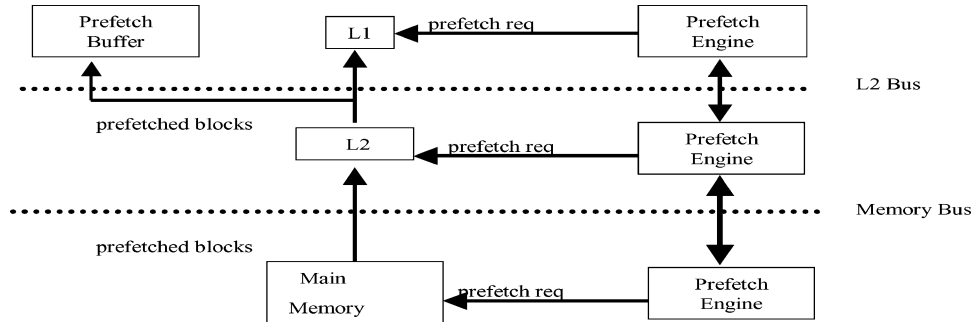 Prefetch
Buffer
L1
prefetch req
Prefetch
Engine
L2 Bus
prefetched blocks
L2
prefetch req
Prefetch
Engine
Memory Bus
prefetched blocks
Main
Memory
prefetch req
Prefetch
Engine